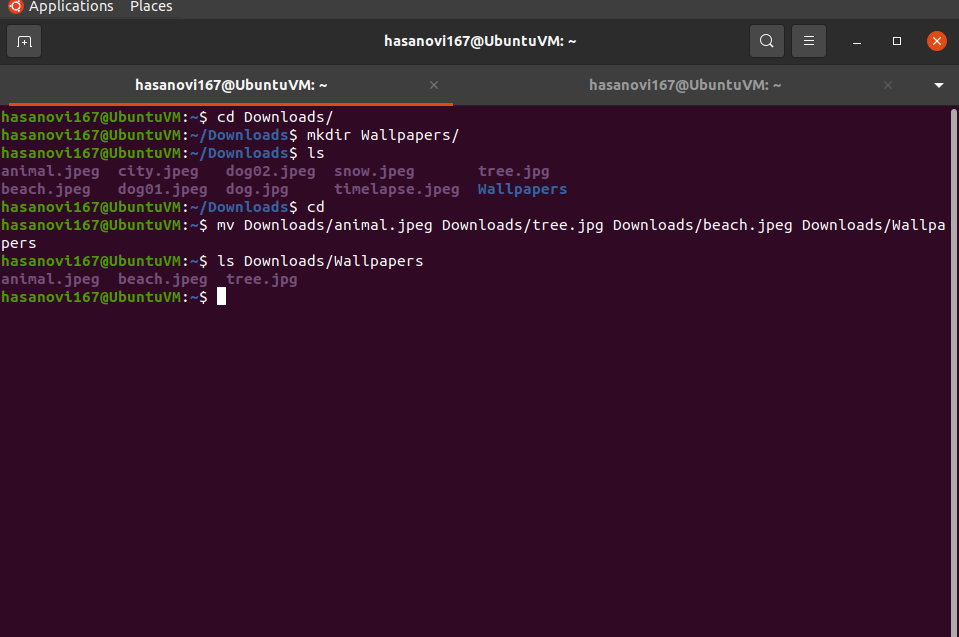 Applications Places
hasanovi167@UbuntuVM: ~
hasanovi167@UbuntuVM: ~ × hasanovi167@UbuntuVM: ~ ×
hasanovi167@UbuntuVM:~$ cd Downloads/
hasanovi167@UbuntuVM:~/Downloads$ mkdir Wallpapers/
hasanovi167@UbuntuVM:~/Downloads$ ls
animal.jpeg city.jpeg dog02.jpeg snow.jpeg tree.jpg
beach.jpeg dog01.jpeg dog.jpg timelapse.jpeg Wallpapers
hasanovi167@UbuntuVM:~/Downloads$ cd
hasanovi167@UbuntuVM:~$ mv Downloads/animal.jpeg Downloads/tree.jpg Downloads/beach.jpeg Downloads/Wallpa
pers
hasanovi167@UbuntuVM:~$ ls Downloads/Wallpapers
animal.jpeg beach.jpeg tree.jpg
hasanovi167@UbuntuVM:~$